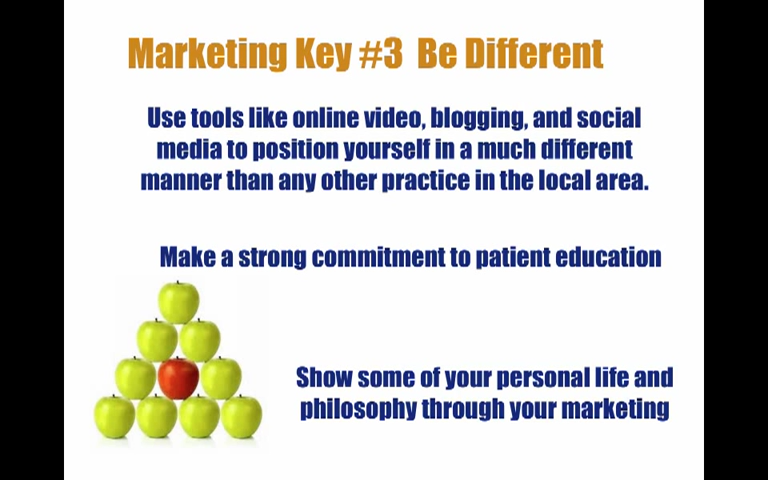 Marketing Key #3 Be Different
Use tools like online video, blogging, and social
media to position yourself in a much different
manner than any other practice in the local area.
Make a strong commitment to patient education
Show some of your personal life and
philosophy through your marketing